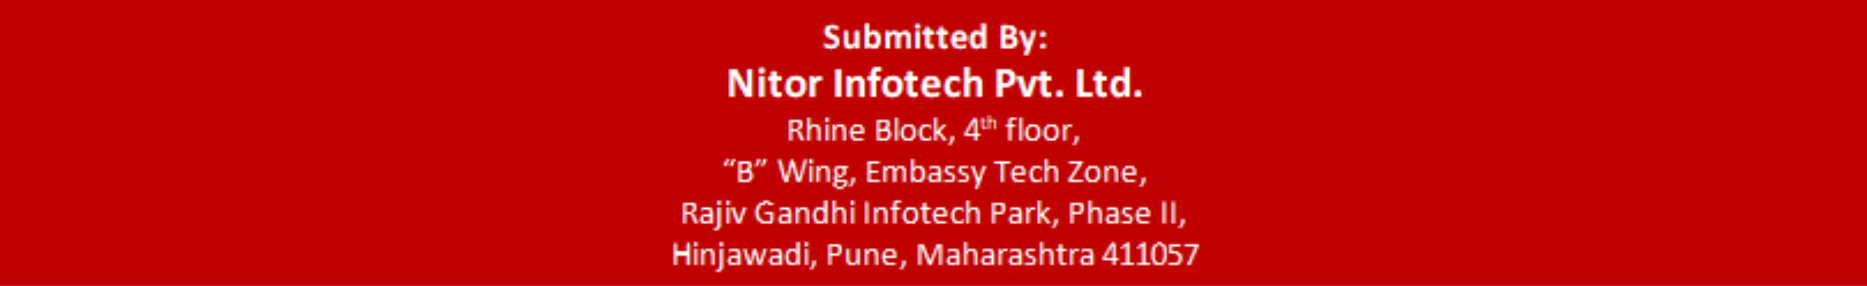 Submitted By:
Nitor Infotech Pvt. Ltd.
Rhine Block, 4th floor,
“B” Wing, Embassy Tech Zone,
Rajiv Gandhi Infotech Park, Phase II,
Hinjawadi, Pune, Maharashtra 411057